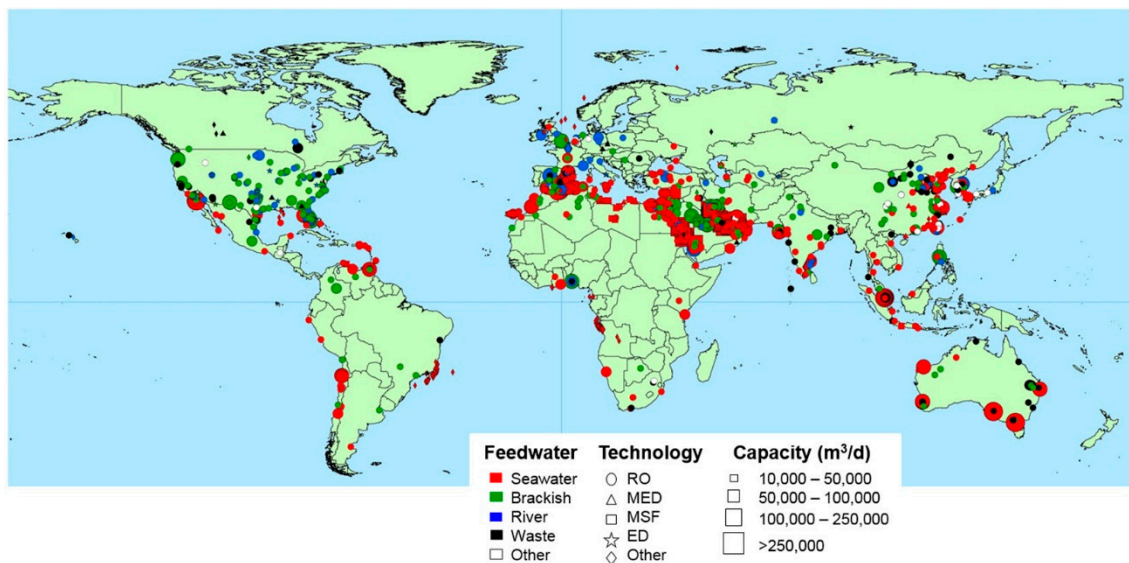 Feedwater Technology Capacity (m³/d)
Seawater RO 10,000 – 50,000
Brackish MED 50,000 – 100,000
River MSF 100,000 – 250,000
Waste ED >250,000
Other Other